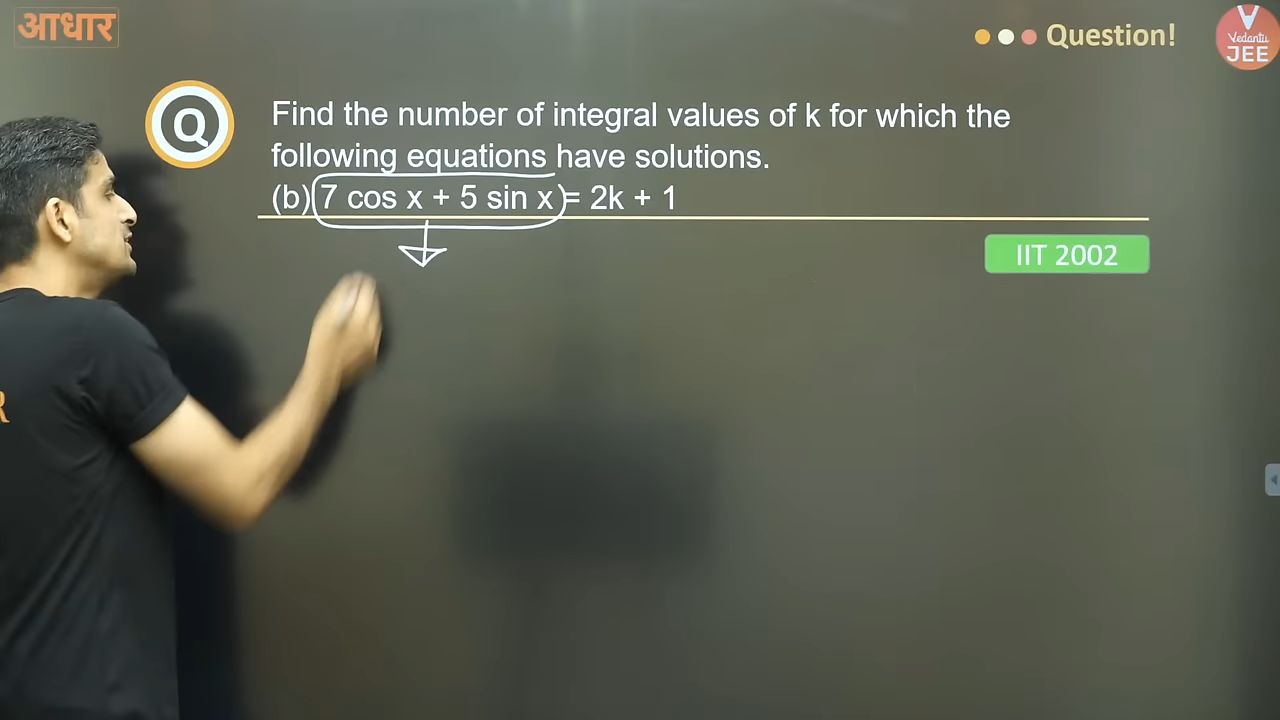 आधार
Question!
Vedantu
JEE
Q
Find the number of integral values of k for which the
following equations have solutions.
(b) 7 cos x + 5 sin x = 2k + 1
IIT 2002
R